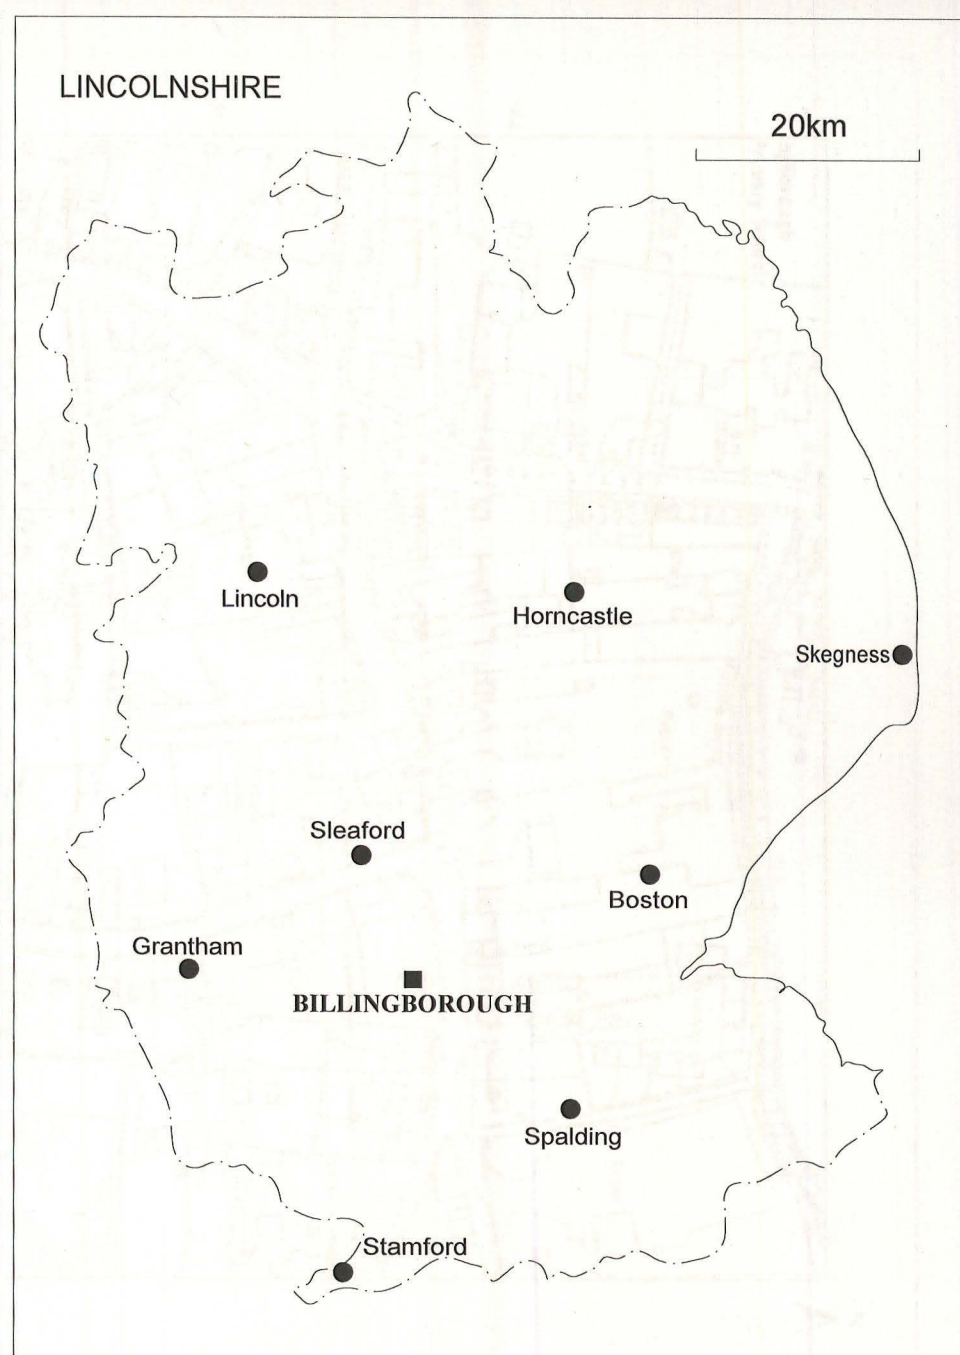 LINCOLNSHIRE
20km
Lincoln
Horncastle
Skegness
Sleaford
Boston
Grantham
BILLINGBOROUGH
Spalding
Stamford